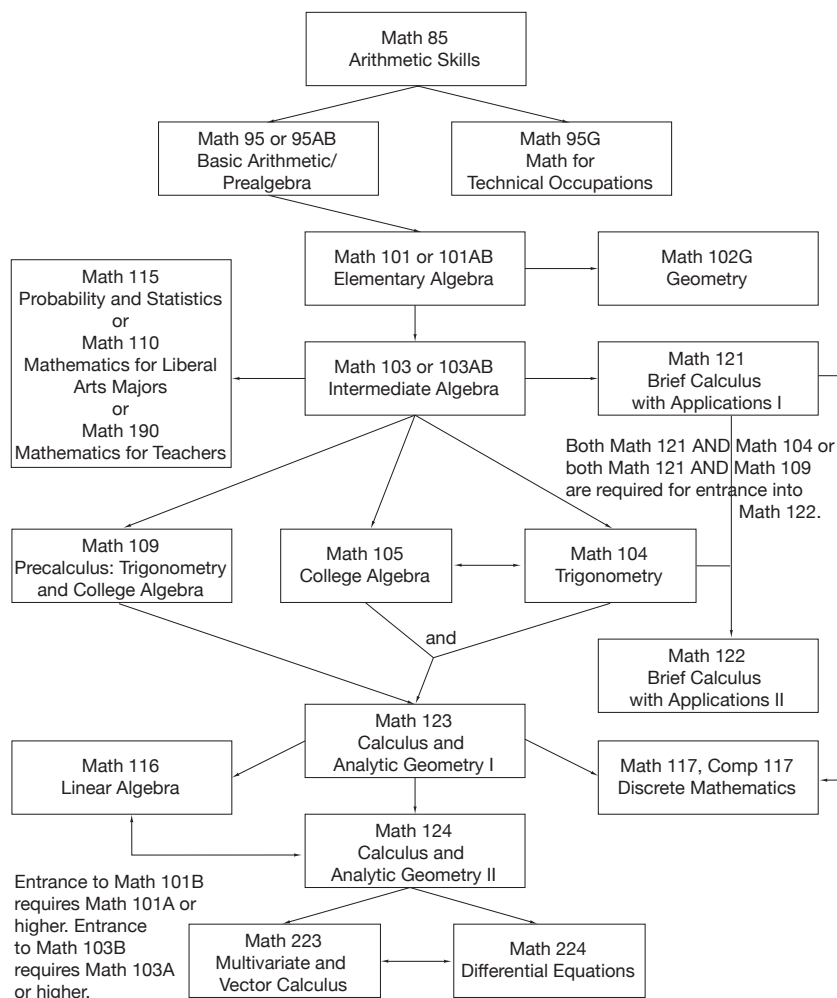 Math 85
Arithmetic Skills
Math 95 or 95AB
Basic Arithmetic/
Prealgebra
Math 95G
Math for
Technical Occupations
Math 101 or 101AB
Elementary Algebra
Math 102G
Geometry
Math 115
Probability and Statistics
or
Math 110
Mathematics for Liberal
Arts Majors
or
Math 190
Mathematics for Teachers
Math 103 or 103AB
Intermediate Algebra
Math 121
Brief Calculus
with Applications I
Both Math 121 AND Math 104 or
both Math 121 AND Math 109
are required for entrance into
Math 122.
Math 109
Precalculus: Trigonometry
and College Algebra
Math 105
College Algebra
Math 104
Trigonometry
and
Math 122
Brief Calculus
with Applications II
Math 123
Calculus and
Analytic Geometry I
Math 116
Linear Algebra
Math 117, Comp 117
Discrete Mathematics
Math 124
Calculus and
Analytic Geometry II
Entrance to Math 101B
requires Math 101A or
higher. Entrance
to Math 103B
requires Math 103A
or higher.
Math 223
Multivariate and
Vector Calculus
Math 224
Differential Equations